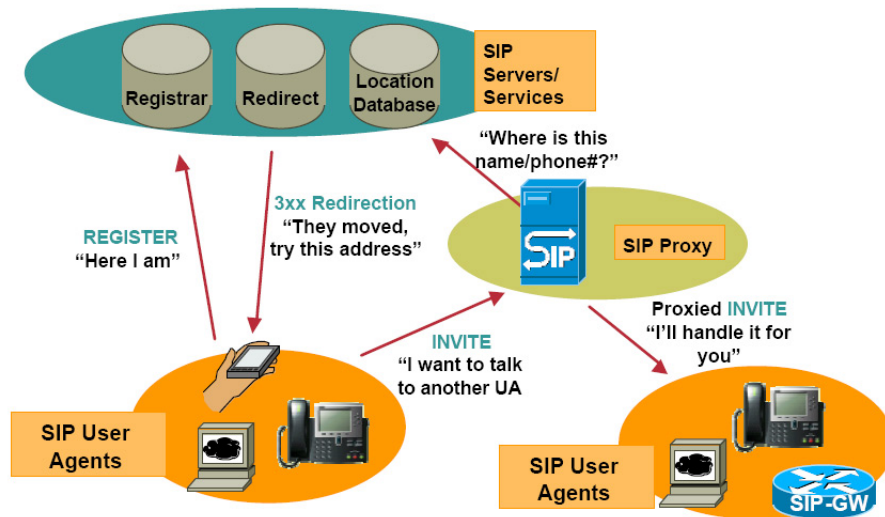 Registrar
Redirect
Location
Database
SIP
Servers/
Services
“Where is this
name/phone#?”
3xx Redirection
“They moved,
try this address”
REGISTER
“Here I am”
SIP
SIP Proxy
INVITE
“I want to talk
to another UA
Proxied INVITE
“I’ll handle it for
you”
SIP User
Agents
SIP User
Agents
SIP-GW